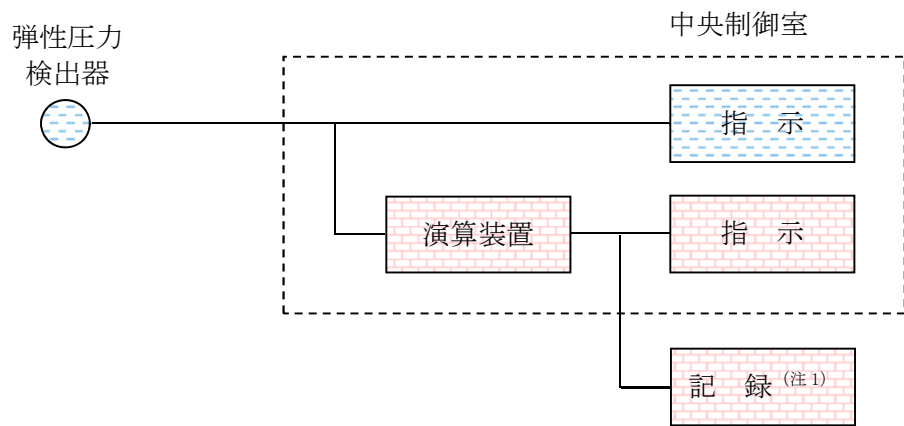 中央制御室
弾性圧力
検出器
指 示
演算装置
指 示
記 録 (注1)